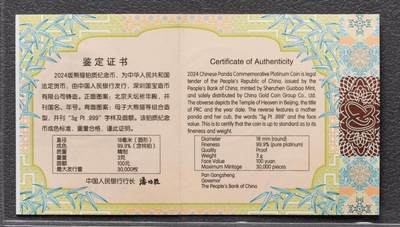 鉴定证书
2024版熊猫铂质纪念币，为中华人民共和国
法定货币，由中国人民银行发行，深圳国宝造币
有限公司铸造。正面图案：北京天坛祈年殿，并
刊国名、年号。背面图案：母子大熊猫等组合造
型，并刊“3g Pt .999”字样及面额。该铂质纪念
币成色标准，重量合格，谨此证明。
直径 18毫米（圆形）
成色 99.9%（含纯铂）
质量 精制
重量 3克
面额 100元
最大发行量 30,000枚
中国人民银行行长
Certificate of Authenticity
2024 Chinese Panda Commemorative Platinum Coin is legal
tender of the People's Republic of China, issued by the
People's Bank of China, minted by Shenzhen Guobao Mint,
and solely distributed by China Gold Coin Group Co., Ltd.
The obverse depicts the Temple of Heaven in Beijing, the title
of PRC and the year date. The reverse features a mother
panda and her cub, the words "3g Pt .999" and the face
value. This is to certify that the coin is up to standard as to its
fineness and weight.
Diameter 18 mm (round)
Fineness 99.9% (pure platinum)
Quality Proof
Weight 3 g
Face Value 100 yuan
Maximum Mintage 30,000 pieces
Pan Gongsheng
Governor
The People's Bank of China